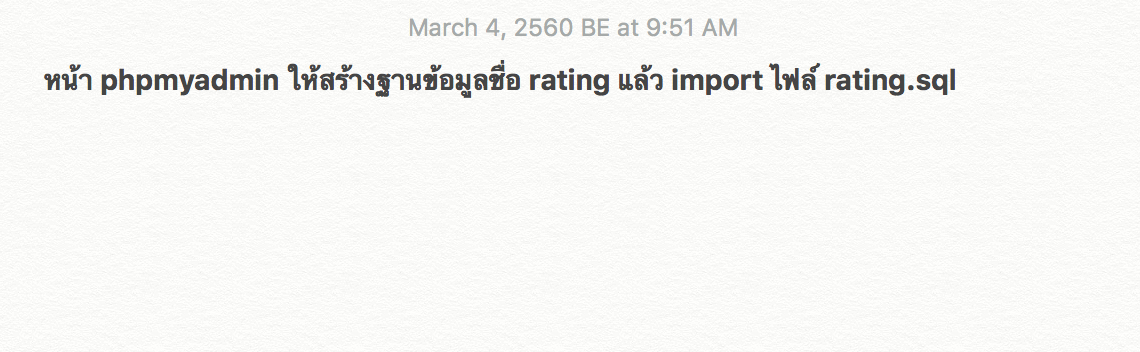 March 4, 2560 BE at 9:51 AM
หน้า phpmyadmin ให้สร้างฐานข้อมูลชื่อ rating แล้ว import ไฟล์ rating.sql